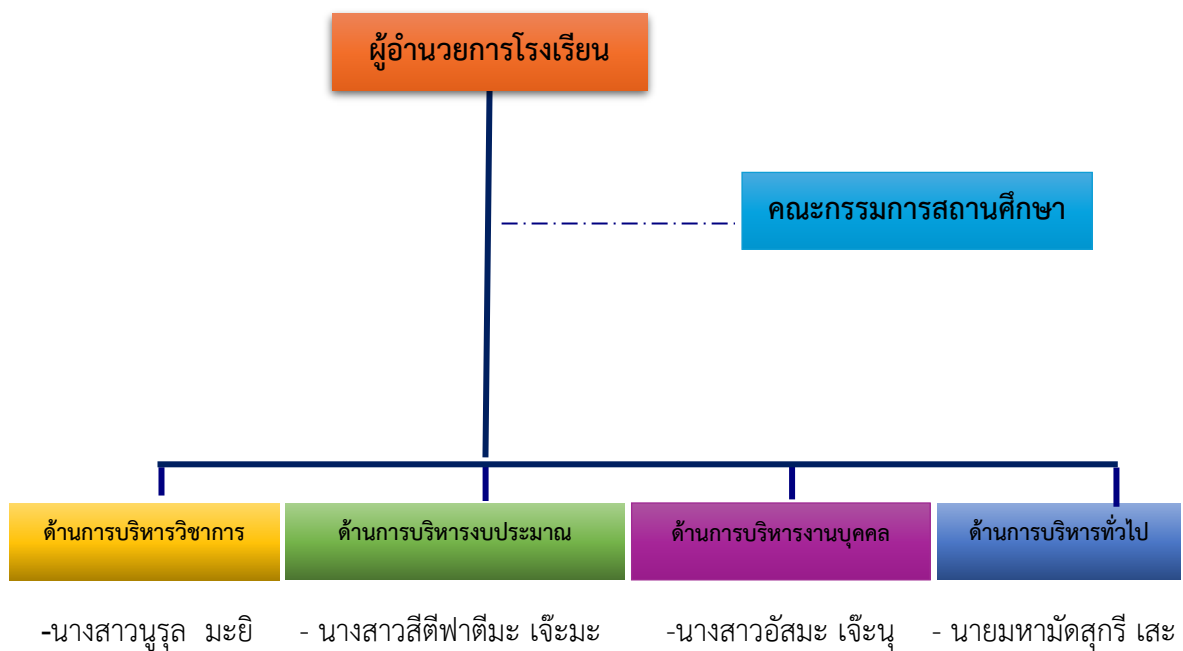 ผู้อำนวยการโรงเรียน
คณะกรรมการสถานศึกษา
ด้านการบริหารวิชาการ
ด้านการบริหารงบประมาณ
ด้านการบริหารงานบุคคล
ด้านการบริหารทั่วไป
-นางสาวนูรุล มะยิ
- นางสาวสีตีฟาตีมะ เจ๊ะมะ
-นางสาวอัสมะ เจ๊ะนุ
- นายมหามัดสุกรี เสะ